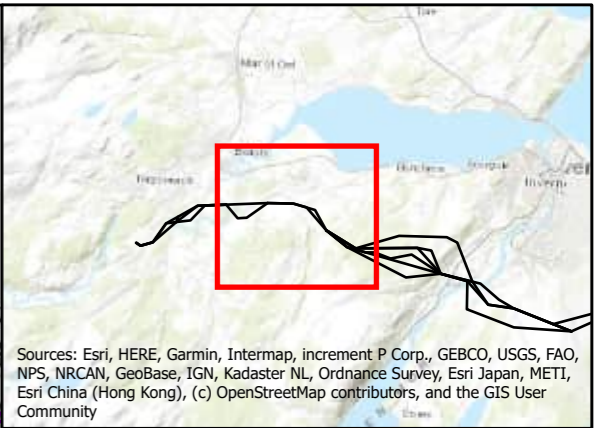 Beauly
Sources: Esri, HERE, Garmin, Intermap, increment P Corp., GEBCO, USGS, FAO,
NPS, NRCAN, GeoBase, IGN, Kadaster NL, Ordnance Survey, Esri Japan, METI,
Esri China (Hong Kong), (c) OpenStreetMap contributors, and the GIS User
Community